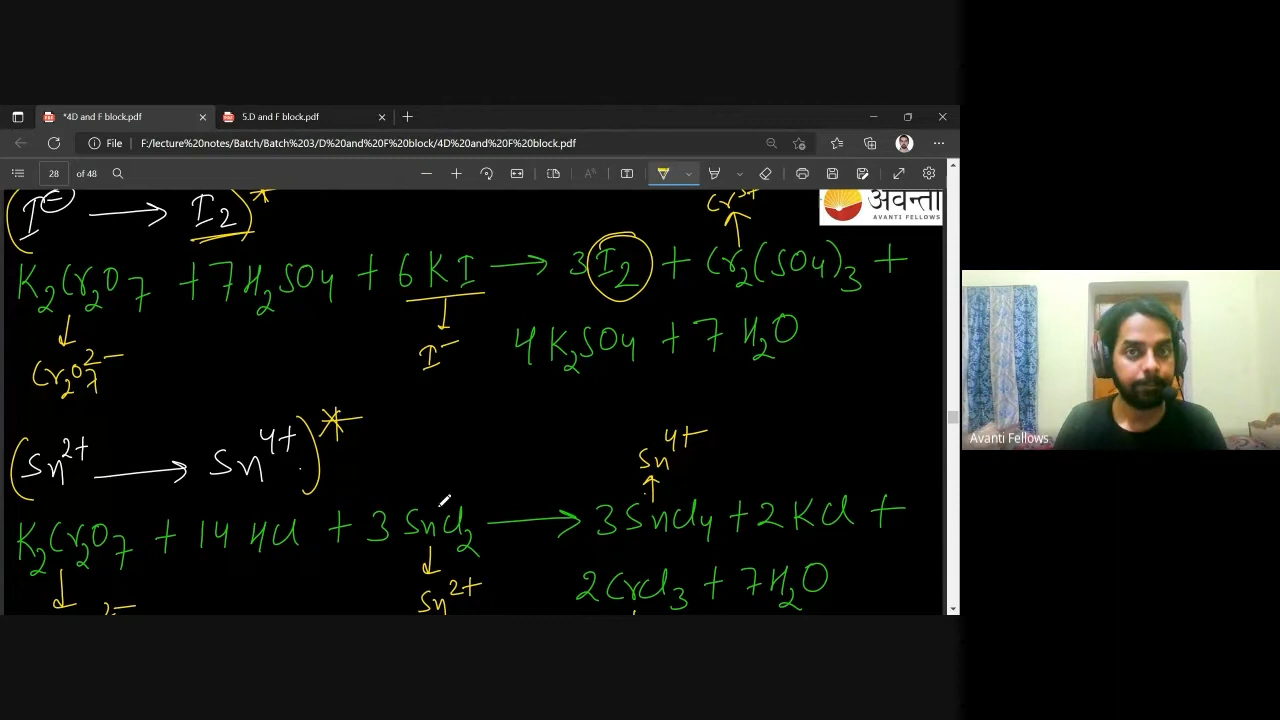 *4D and F block.pdf
5.D and F block.pdf
File
F:/lecture%20notes/Batch/Batch%203/D%20and%20F%20block/4D%20and%20F%20block.pdf
28 of 48
(I⊖ ⟶ I₂)*
Cr³⁺
अवन्ती
AVANTI FELLOWS
K₂Cr₂O₇ + 7H₂SO₄ + 6KI ⟶ 3I₂ + Cr₂(SO₄)₃ +
4K₂SO₄ + 7H₂O
Cr₂O₇²⁻
I⁻
(Sn²⁺ ⟶ Sn⁴⁺)*
Sn⁴⁺
K₂Cr₂O₇ + 14HCl + 3SnCl₂ ⟶ 3SnCl₄ + 2KCl +
2CrCl₃ + 7H₂O
2−
Sn²⁺
Avanti Fellows